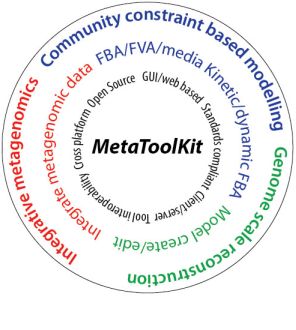 Community constraint based modelling
Genome scale reconstruction
Integrative metagenomics
FBA/FVA/media Kinetic/dynamic FBA
Model create/edit
Integrate metagenomic data
Open Source
GUI/web based
Standards compliant
Client/server
Tool interoperability
Cross platform
MetaToolKit